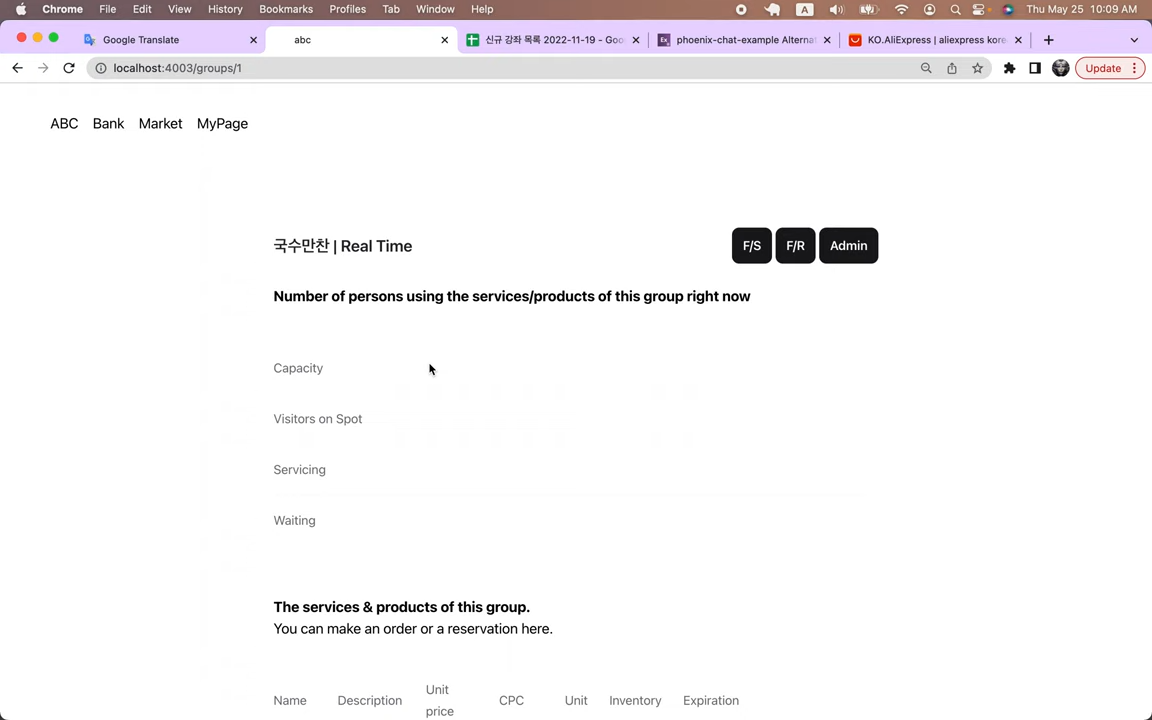 Chrome File Edit View History Bookmarks Profiles Tab Window Help A Thu May 25 10:09 AM
Google Translate abc 신규 강좌 목록 2022-11-19 - Goo Ex phoenix-chat-example Alternat KO.AliExpress | aliexpress kore
localhost:4003/groups/1 Update
ABC Bank Market MyPage
국수만찬 | Real Time F/S F/R Admin
Number of persons using the services/products of this group right now
Capacity
Visitors on Spot
Servicing
Waiting
The services & products of this group.
You can make an order or a reservation here.
Name Description Unit price CPC Unit Inventory Expiration